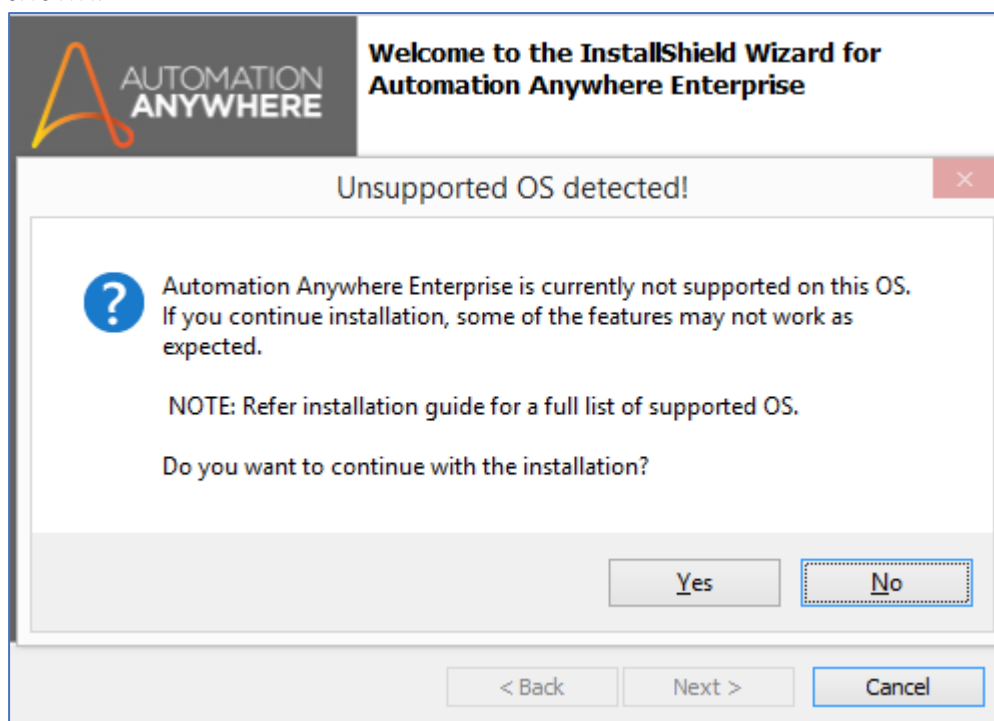 AUTOMATION
ANYWHERE
Welcome to the InstallShield Wizard for
Automation Anywhere Enterprise
Unsupported OS detected!
Automation Anywhere Enterprise is currently not supported on this OS.
If you continue installation, some of the features may not work as
expected.
NOTE: Refer installation guide for a full list of supported OS.
Do you want to continue with the installation?
Yes
No
< Back
Next >
Cancel